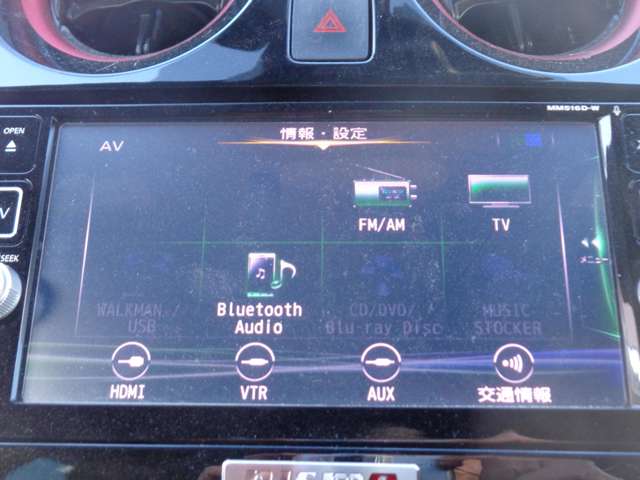 MM516D-W
OPEN
情報・設定
AV
FM/AM
TV
V
SEEK
メニュー
WALKMAN /
USB
Bluetooth
Audio
CD/DVD/
Blu-ray Disc
MUSIC
STOCKER
HDMI
VTR
AUX
交通情報